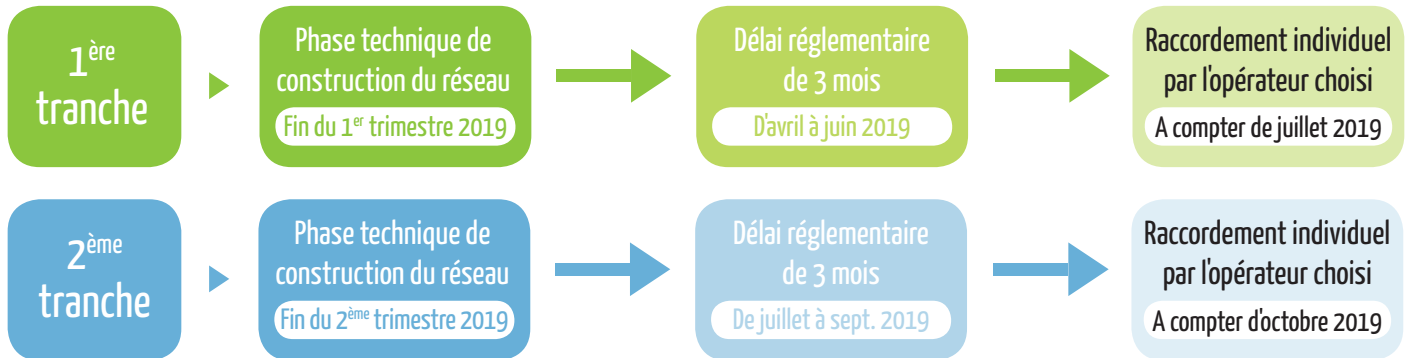 1ère
tranche
Phase technique de
construction du réseau
Fin du 1er trimestre 2019
Délai réglementaire
de 3 mois
D'avril à juin 2019
Raccordement individuel
par l'opérateur choisi
A compter de juillet 2019
2ème
tranche
Phase technique de
construction du réseau
Fin du 2ème trimestre 2019
Délai réglementaire
de 3 mois
De juillet à sept. 2019
Raccordement individuel
par l'opérateur choisi
A compter d'octobre 2019